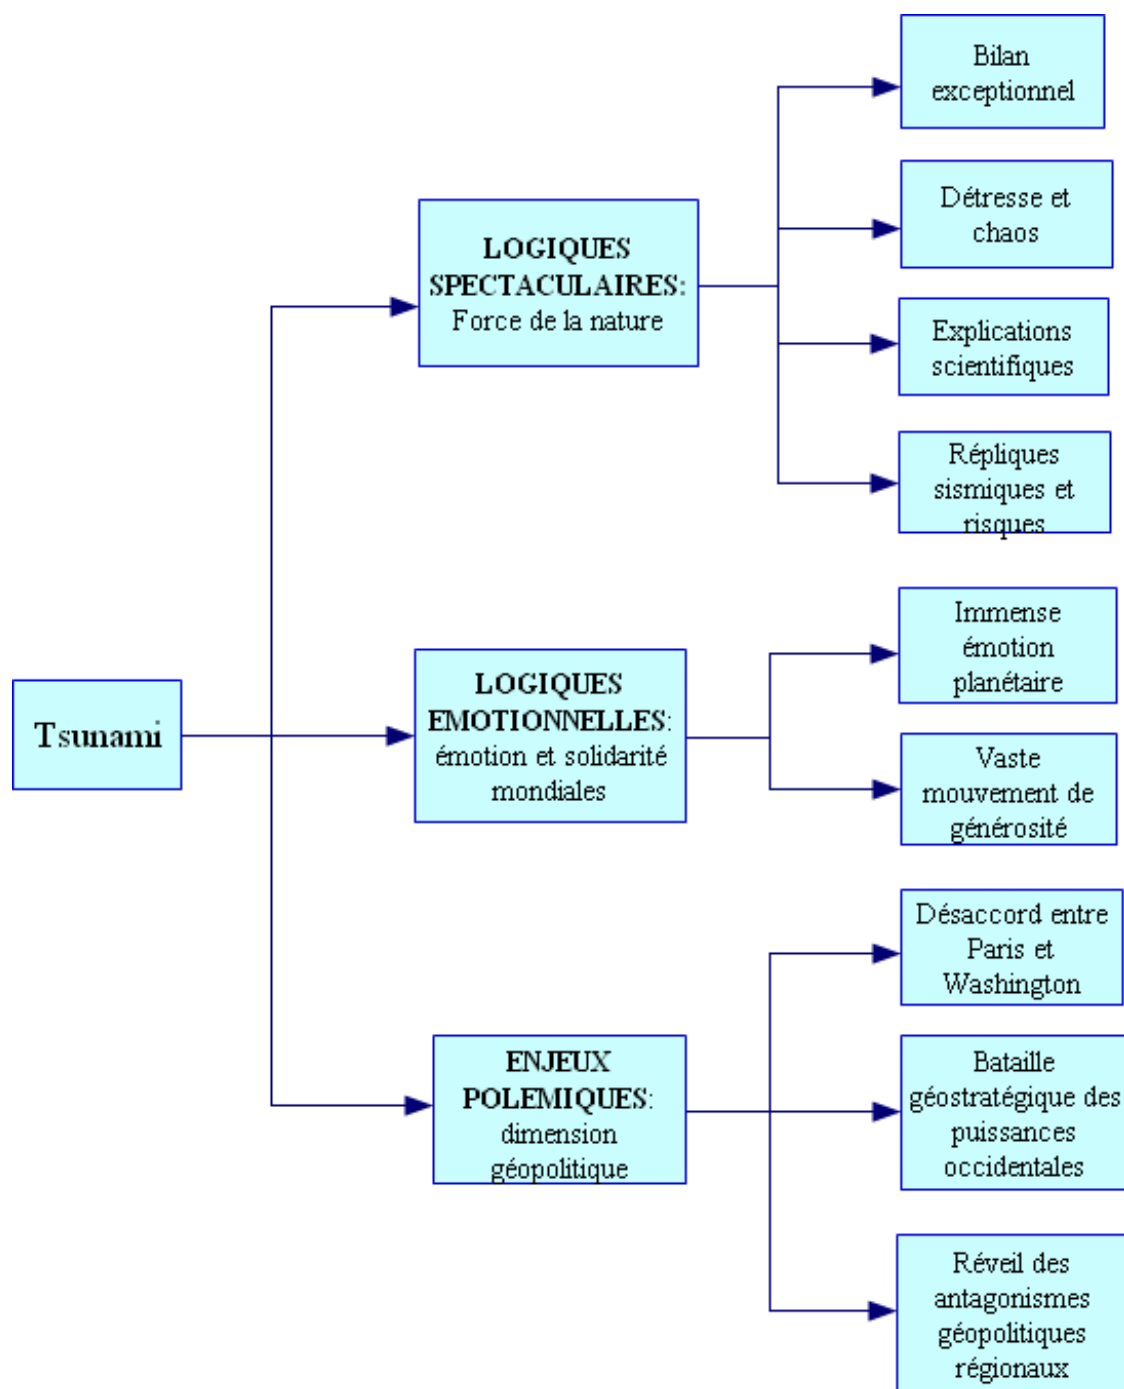 Bilan
exceptionnel
Détresse et
chaos
LOGIQUES
SPECTACULAIRES:
Force de la nature
Explications
scientifiques
Répliques
sismiques et
risques
Immense
émotion
planétaire
LOGIQUES
EMOTIONNELLES:
émotion et solidarité
mondiales
Tsunami
Vaste
mouvement de
générosité
Désaccord entre
Paris et
Washington
ENJEUX
POLEMIQUES:
dimension
géopolitique
Bataille
géostratégique des
puissances
occidentales
Réveil des
antagonismes
géopolitiques
régionaux